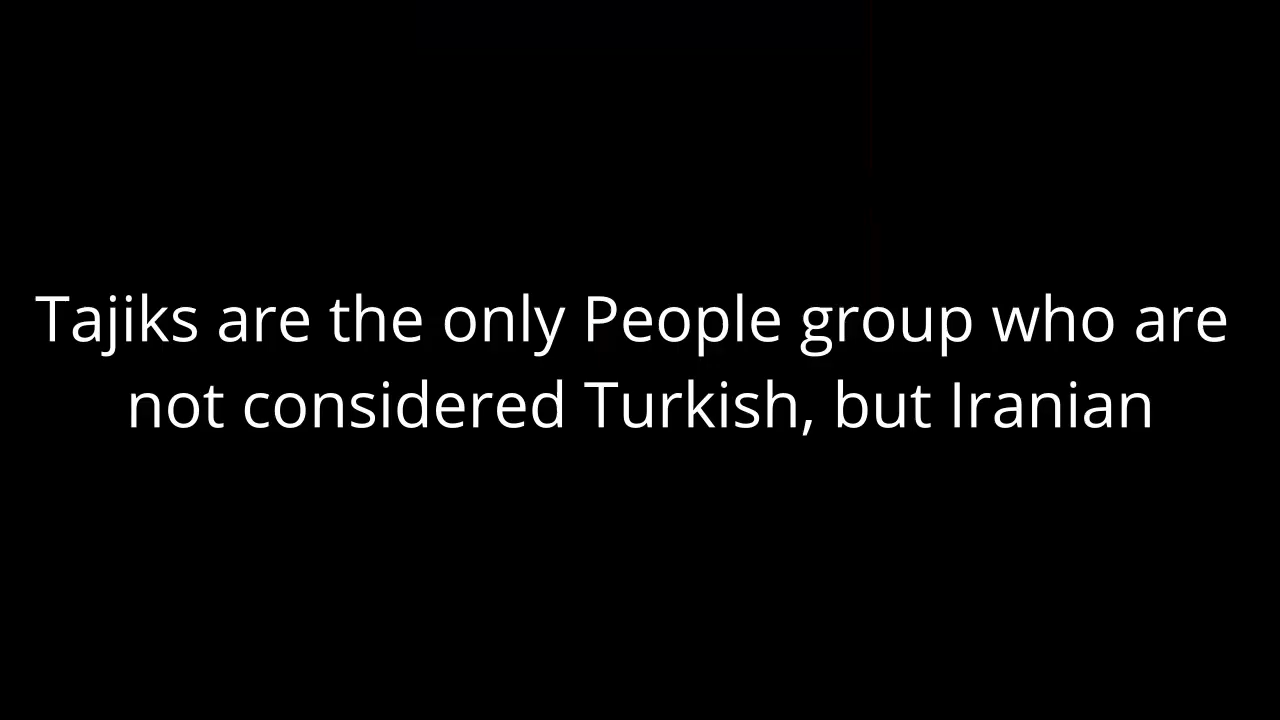 Tajiks are the only People group who are
not considered Turkish, but Iranian